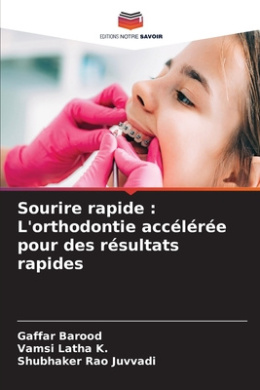 EDITIONS NOTRE SAVOIR
Sourire rapide :
L'orthodontie accélérée
pour des résultats
rapides
Gaffar Barood
Vamsi Latha K.
Shubhaker Rao Juvvadi